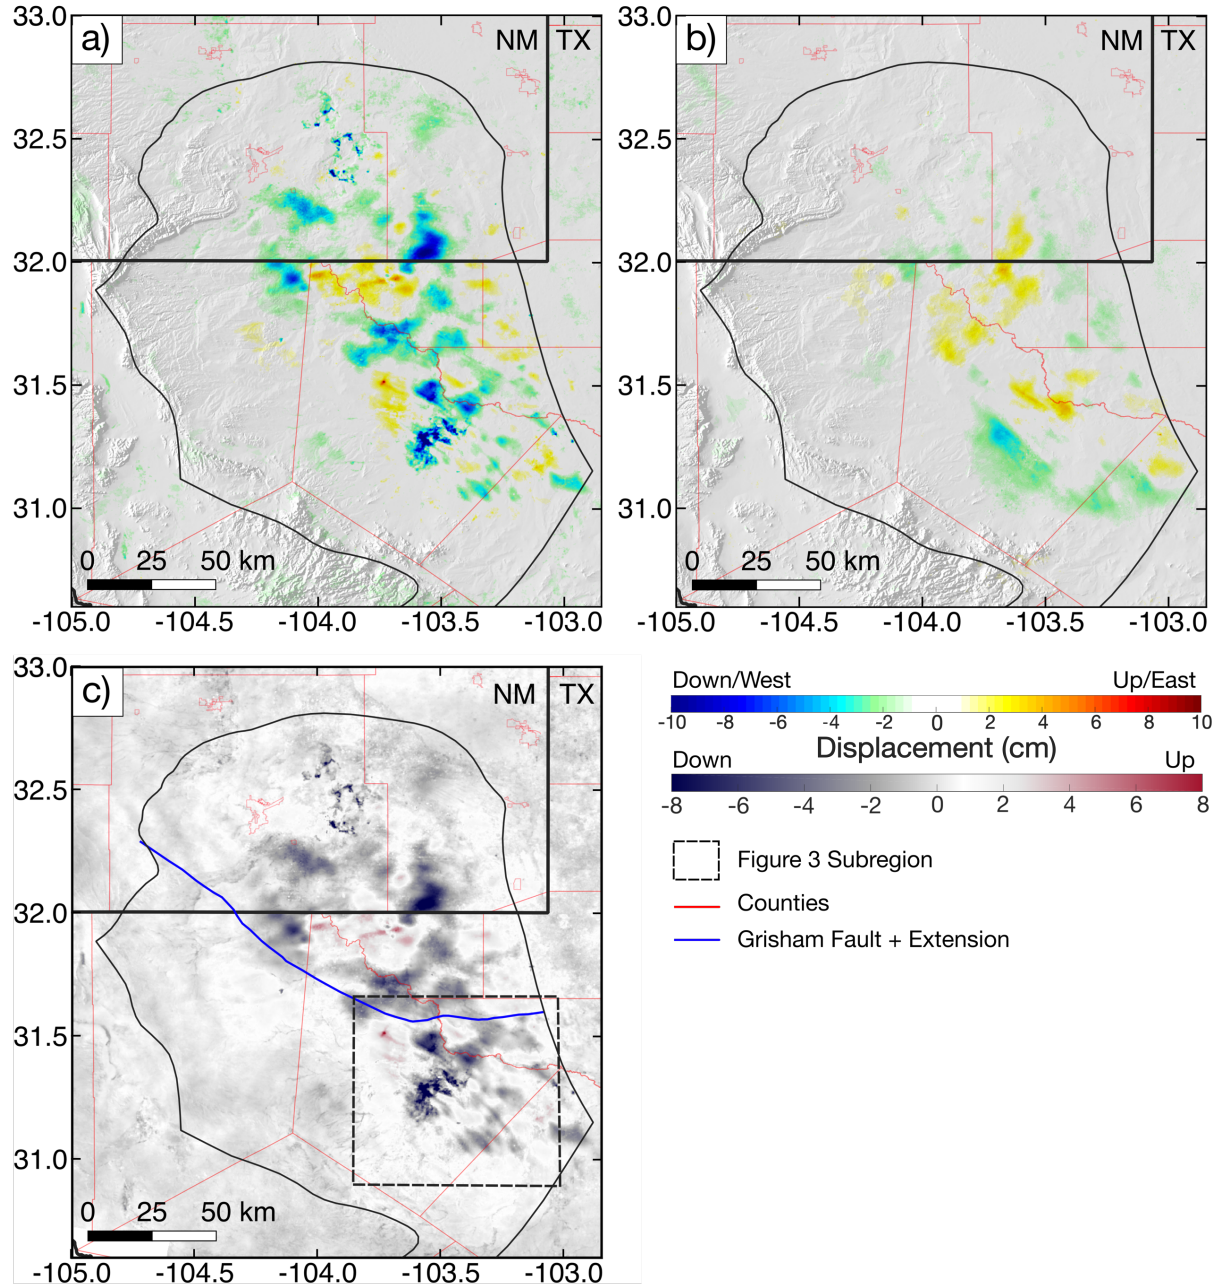 a)
NM
TX
33.0
32.5
32.0
31.5
31.0
0 25 50 km
-105.0 -104.5 -104.0 -103.5 -103.0
b)
NM
TX
33.0
32.5
32.0
31.5
31.0
0 25 50 km
-105.0 -104.5 -104.0 -103.5 -103.0
c)
NM
TX
33.0
32.5
32.0
31.5
31.0
0 25 50 km
-105.0 -104.5 -104.0 -103.5 -103.0
Down/West Up/East
-10 -8 -6 -4 -2 0 2 4 6 8 10
Displacement (cm)
Down Up
-8 -6 -4 -2 0 2 4 6 8
Figure 3 Subregion
Counties
Grisham Fault + Extension